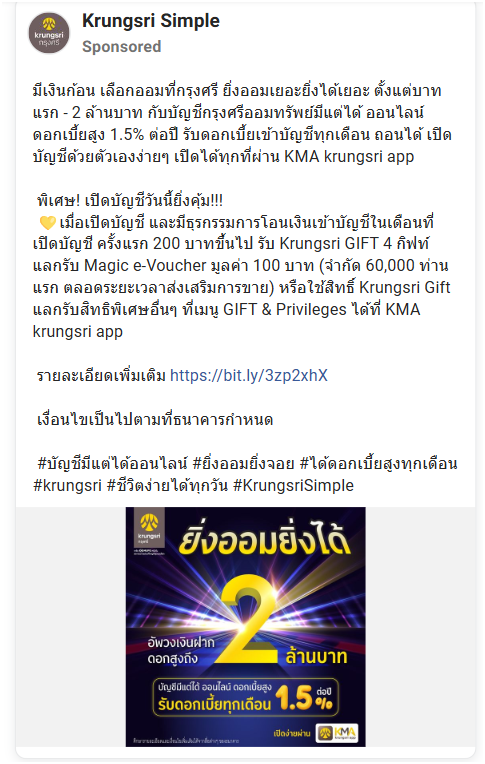 Krungsri Simple
Sponsored
krungsri
กรุงศรี
มีเงินก้อน เลือกออมที่กรุงศรี ยิ่งออมเยอะยิ่งได้เยอะ ตั้งแต่บาท
แรก - 2 ล้านบาท กับบัญชีกรุงศรีออมทรัพย์มีแต่ได้ ออนไลน์
ดอกเบี้ยสูง 1.5% ต่อปี รับดอกเบี้ยเข้าบัญชีทุกเดือน ถอนได้ เปิด
บัญชีด้วยตัวเองง่ายๆ เปิดได้ทุกที่ผ่าน KMA krungsri app
พิเศษ! เปิดบัญชีวันนี้ยิ่งคุ้ม!!!
💛เมื่อเปิดบัญชี และมีธุรกรรมการโอนเงินเข้าบัญชีในเดือนที่
เปิดบัญชี ครั้งแรก 200 บาทขึ้นไป รับ Krungsri GIFT 4 กิฟท์
แลกรับ Magic e-Voucher มูลค่า 100 บาท (จำกัด 60,000 ท่าน
แรก ตลอดระยะเวลาส่งเสริมการขาย) หรือใช้สิทธิ์ Krungsri Gift
แลกรับสิทธิพิเศษอื่นๆ ที่เมนู GIFT & Privileges ได้ที่ KMA
krungsri app
รายละเอียดเพิ่มเติม https://bit.ly/3zp2xhX
เงื่อนไขเป็นไปตามที่ธนาคารกำหนด
#บัญชีมีแต่ได้ออนไลน์ #ยิ่งออมยิ่งจอย #ได้ดอกเบี้ยสูงทุกเดือน
#krungsri #ชีวิตง่ายได้ทุกวัน #KrungsriSimple
krungsri
กรุงศรี
ยิ่งออมยิ่งได้
อัพวงเงินฝาก
ดอกสูงถึง
2
ล้านบาท
บัญชีมีแต่ได้ ออนไลน์ ดอกเบี้ยสูง
รับดอกเบี้ยทุกเดือน 1.5% ต่อปี
เปิดง่ายผ่าน KMA
krungsri app